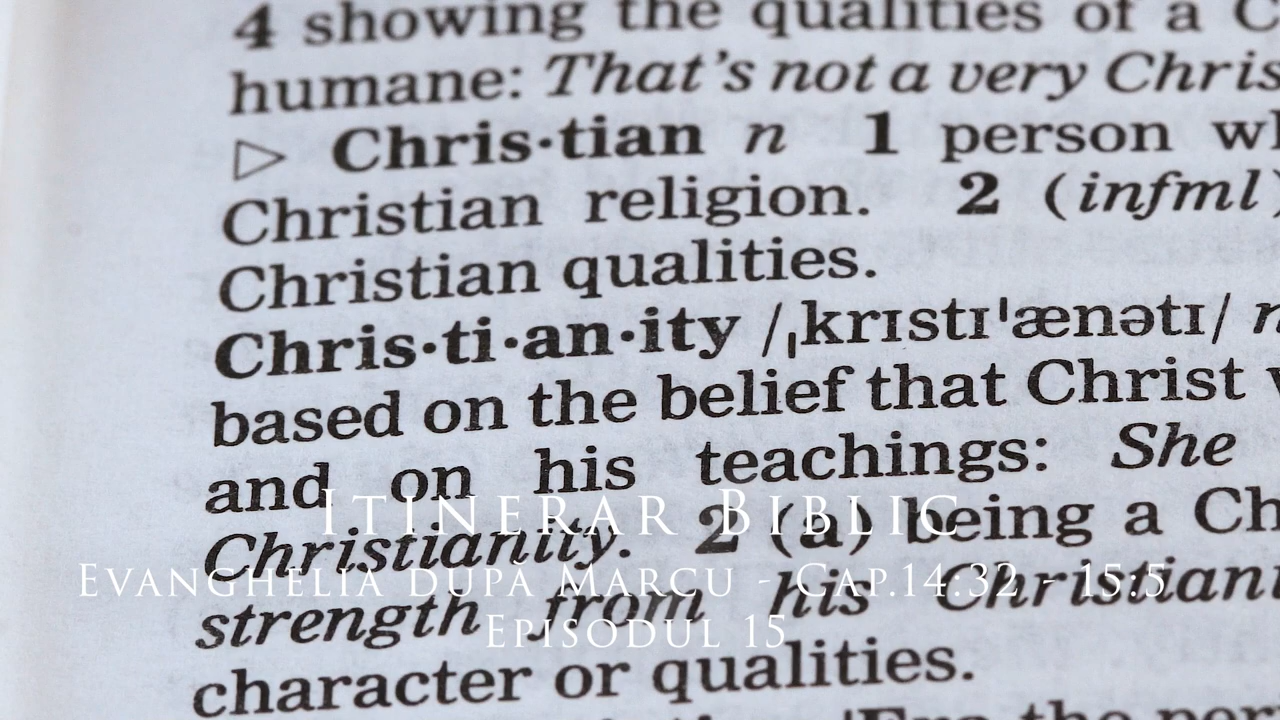 4 showing the qualities of a C
humane: That's not a very Chris
▷ Chris·tian n 1 person wh
Christian religion. 2 (infml)
Christian qualities.
Chris·ti·an·ity /ˌkrɪstɪˈænətɪ/ n
based on the belief that Christ w
and on his teachings: She
Christianity. 2 (a) being a Ch
strength from his Christiani
character or qualities.
the
Itinerar Biblic
Evanghelia după Marcu - Cap.14:32 - 15:5
Episodul 15